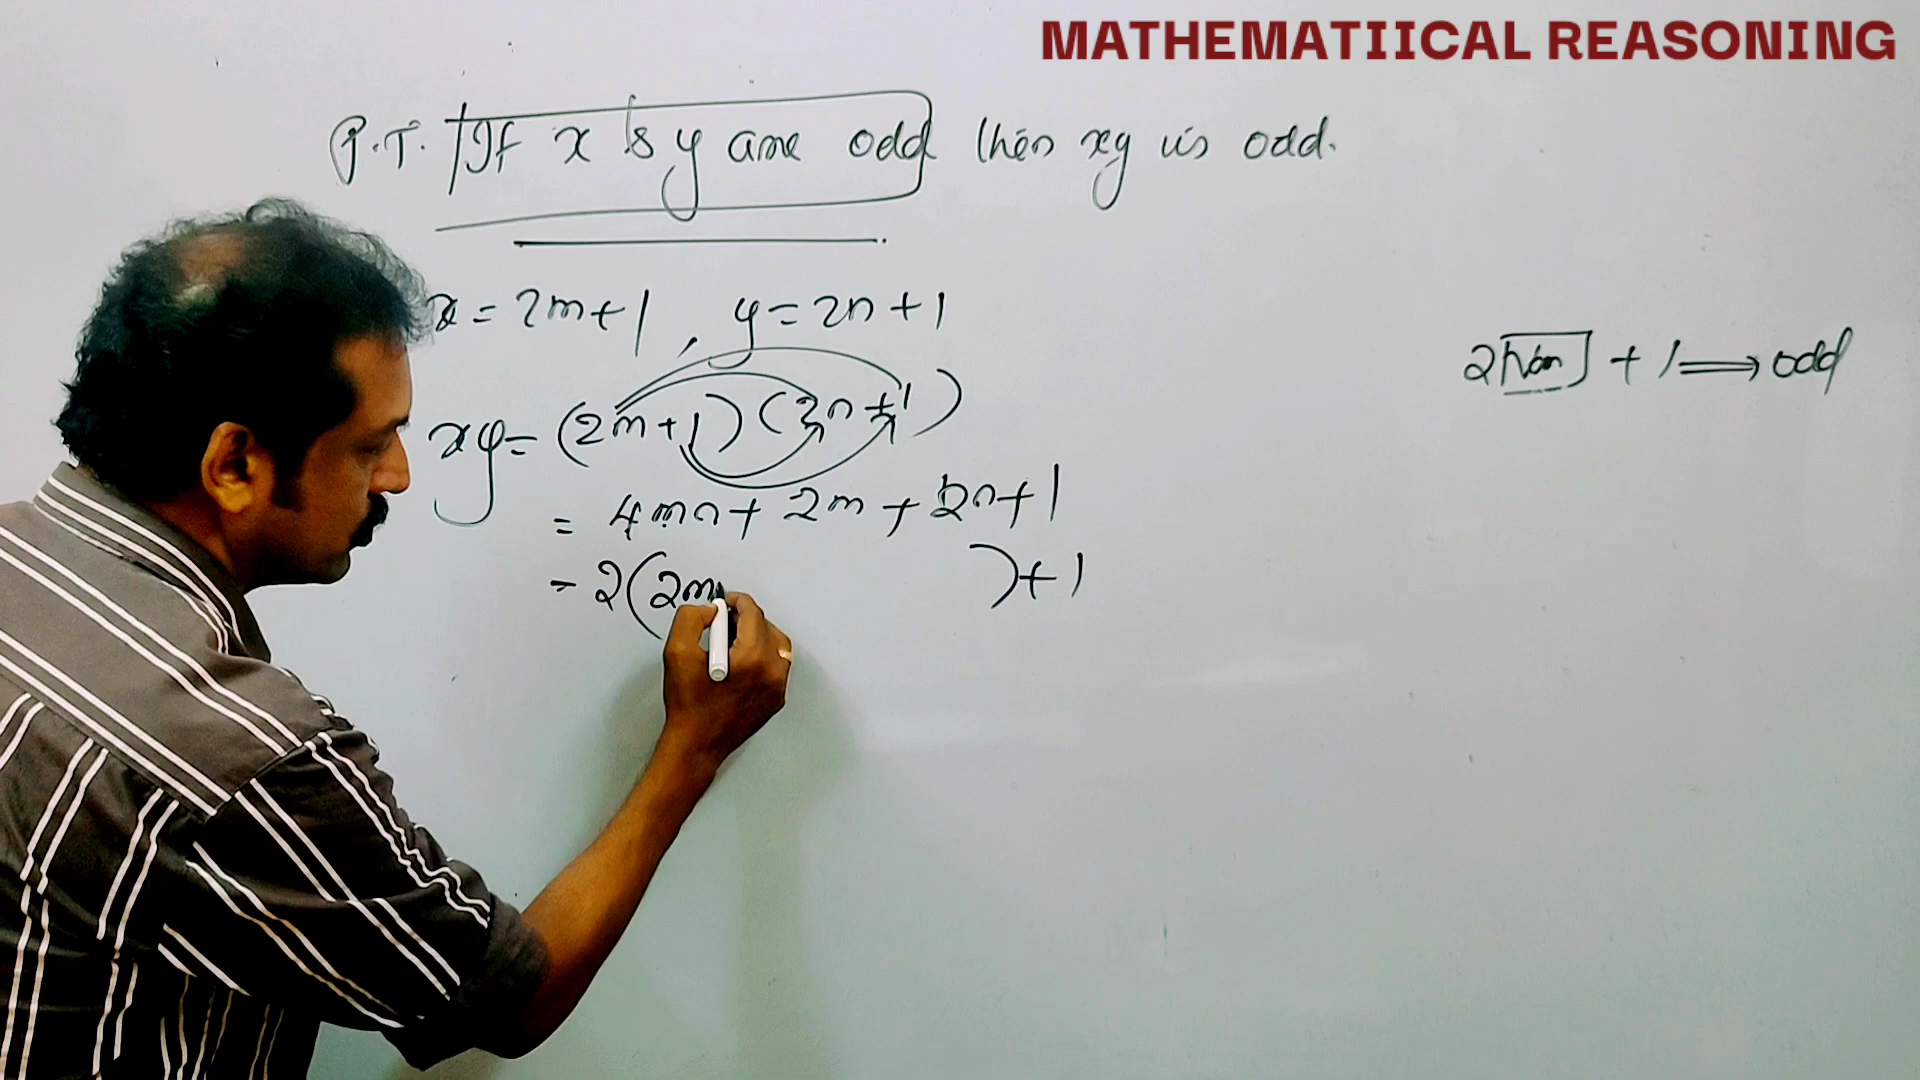 MATHEMATIICAL REASONING
P.T. If x & y are odd then xy is odd.
x = 2m+1, y = 2n+1
2 + 1 ⟹ odd
xy = (2m+1)(2n+1)
= 4mn + 2m + 2n + 1
= 2(2m ) + 1